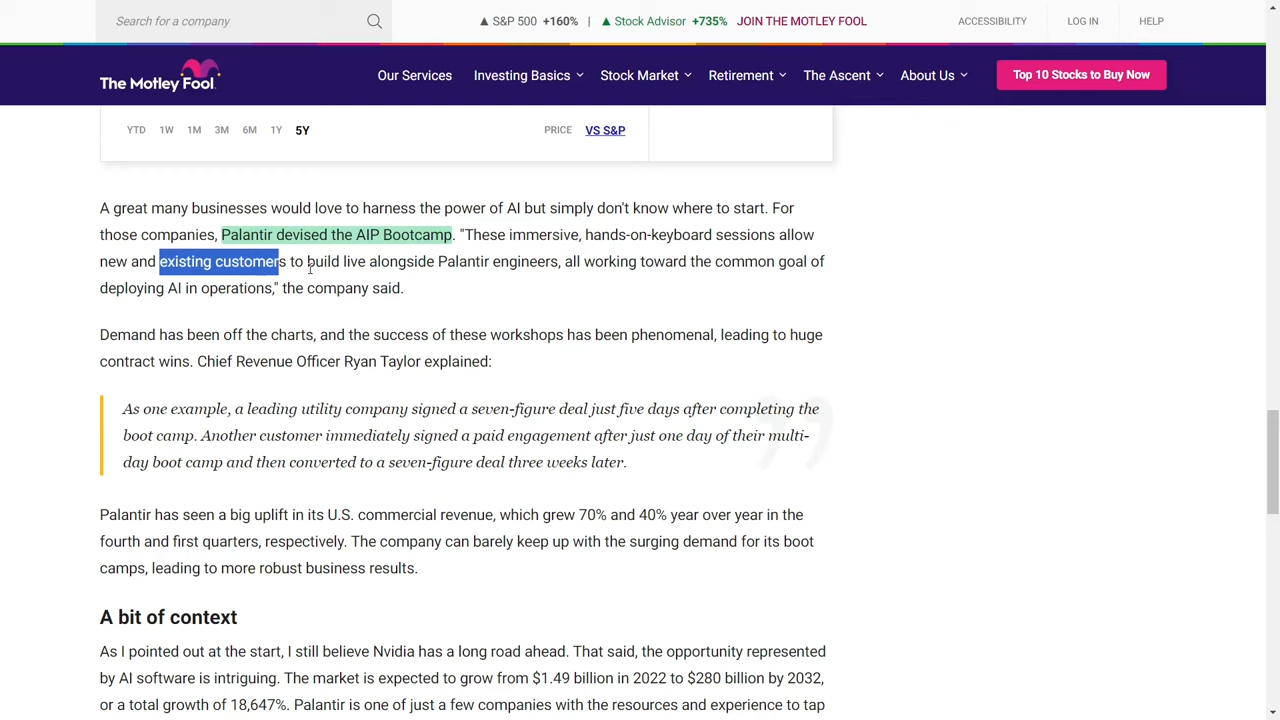 Search for a company
▲ S&P 500 +160% | ▲ Stock Advisor +735% JOIN THE MOTLEY FOOL
ACCESSIBILITY LOG IN HELP
The Motley Fool.
Our Services Investing Basics Stock Market Retirement The Ascent About Us Top 10 Stocks to Buy Now
YTD 1W 1M 3M 6M 1Y 5Y PRICE VS S&P
A great many businesses would love to harness the power of AI but simply don't know where to start. For
those companies, Palantir devised the AIP Bootcamp. "These immersive, hands-on-keyboard sessions allow
new and existing customers to build live alongside Palantir engineers, all working toward the common goal of
deploying AI in operations," the company said.
Demand has been off the charts, and the success of these workshops has been phenomenal, leading to huge
contract wins. Chief Revenue Officer Ryan Taylor explained:
As one example, a leading utility company signed a seven-figure deal just five days after completing the
boot camp. Another customer immediately signed a paid engagement after just one day of their multi-
day boot camp and then converted to a seven-figure deal three weeks later.
Palantir has seen a big uplift in its U.S. commercial revenue, which grew 70% and 40% year over year in the
fourth and first quarters, respectively. The company can barely keep up with the surging demand for its boot
camps, leading to more robust business results.
A bit of context
As I pointed out at the start, I still believe Nvidia has a long road ahead. That said, the opportunity represented
by AI software is intriguing. The market is expected to grow from $1.49 billion in 2022 to $280 billion by 2032,
or a total growth of 18,647%. Palantir is one of just a few companies with the resources and experience to tap